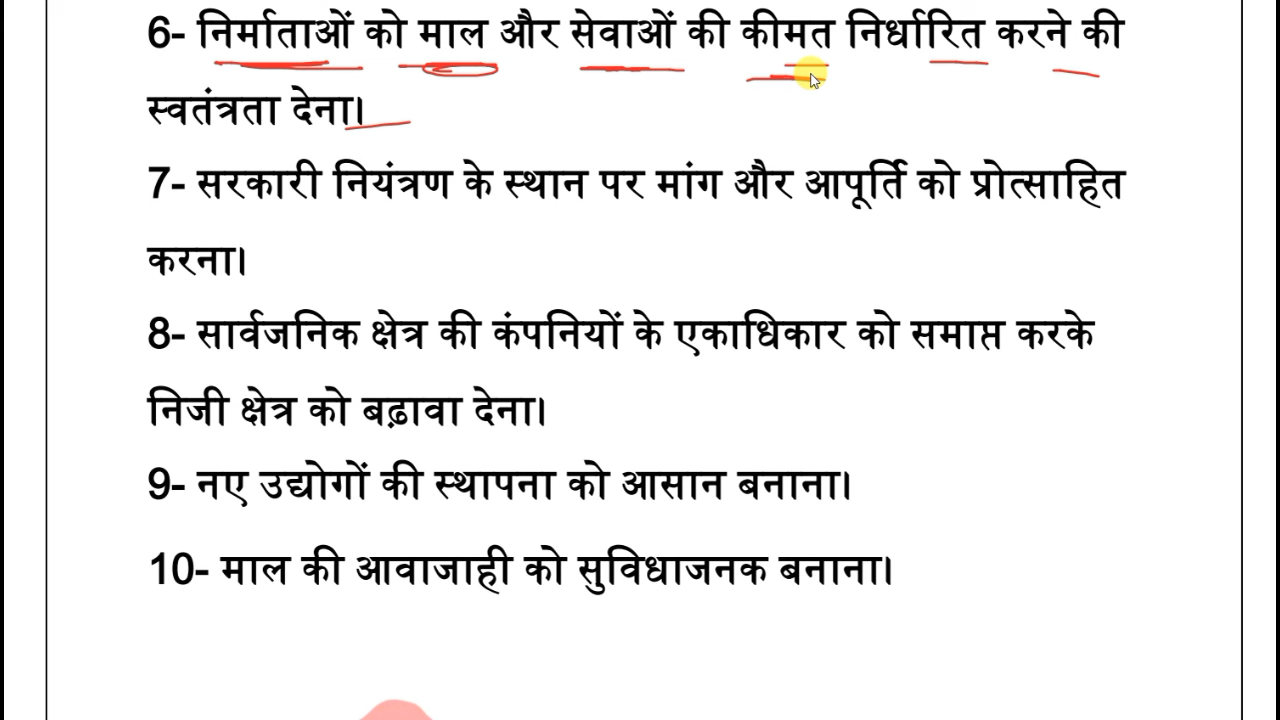 6- निर्माताओं को माल और सेवाओं की कीमत निर्धारित करने की
स्वतंत्रता देना।
7- सरकारी नियंत्रण के स्थान पर मांग और आपूर्ति को प्रोत्साहित
करना।
8- सार्वजनिक क्षेत्र की कंपनियों के एकाधिकार को समाप्त करके
निजी क्षेत्र को बढ़ावा देना।
9- नए उद्योगों की स्थापना को आसान बनाना।
10- माल की आवाजाही को सुविधाजनक बनाना।